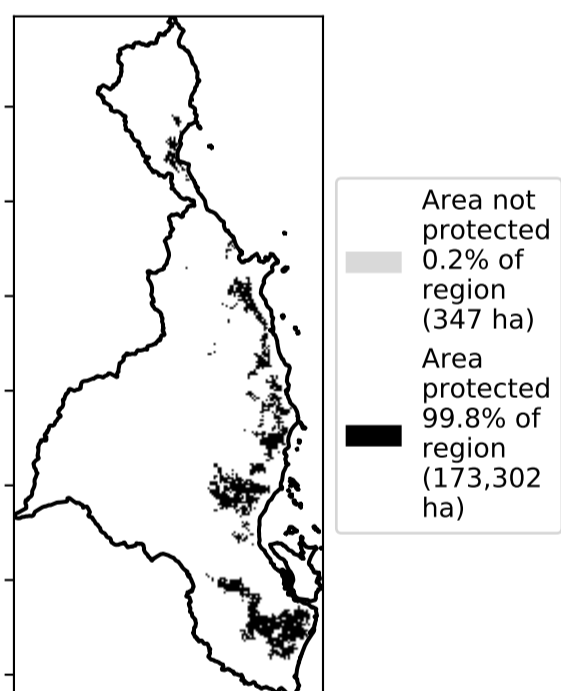 Area not
protected
0.2% of
region
(347 ha)
Area
protected
99.8% of
region
(173,302
ha)